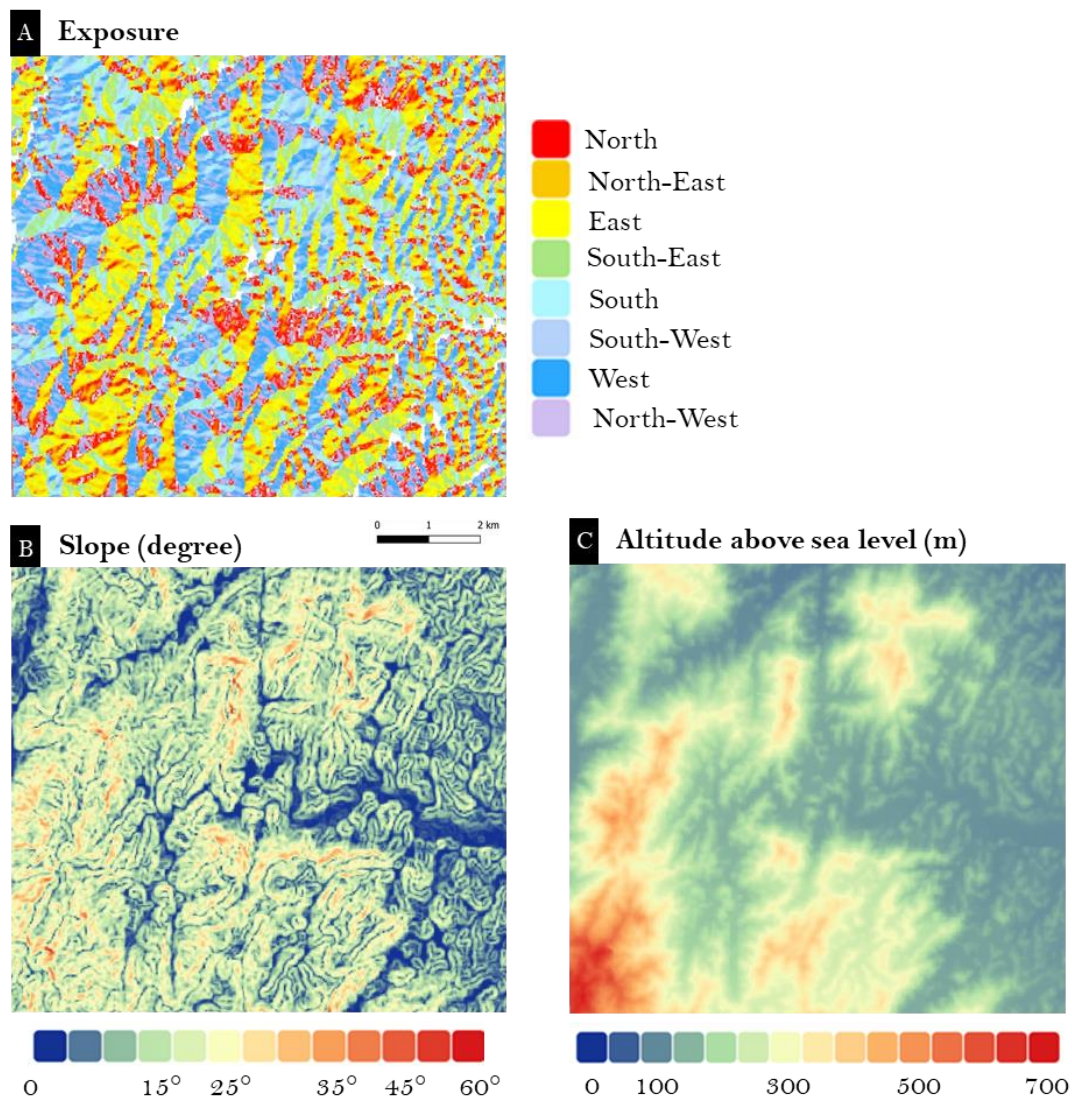 A Exposure
North
North-East
East
South-East
South
South-West
West
North-West
0 1 2 km
B Slope (degree)
C Altitude above sea level (m)
0 15° 25° 35° 45° 60°
0 100 300 500 700